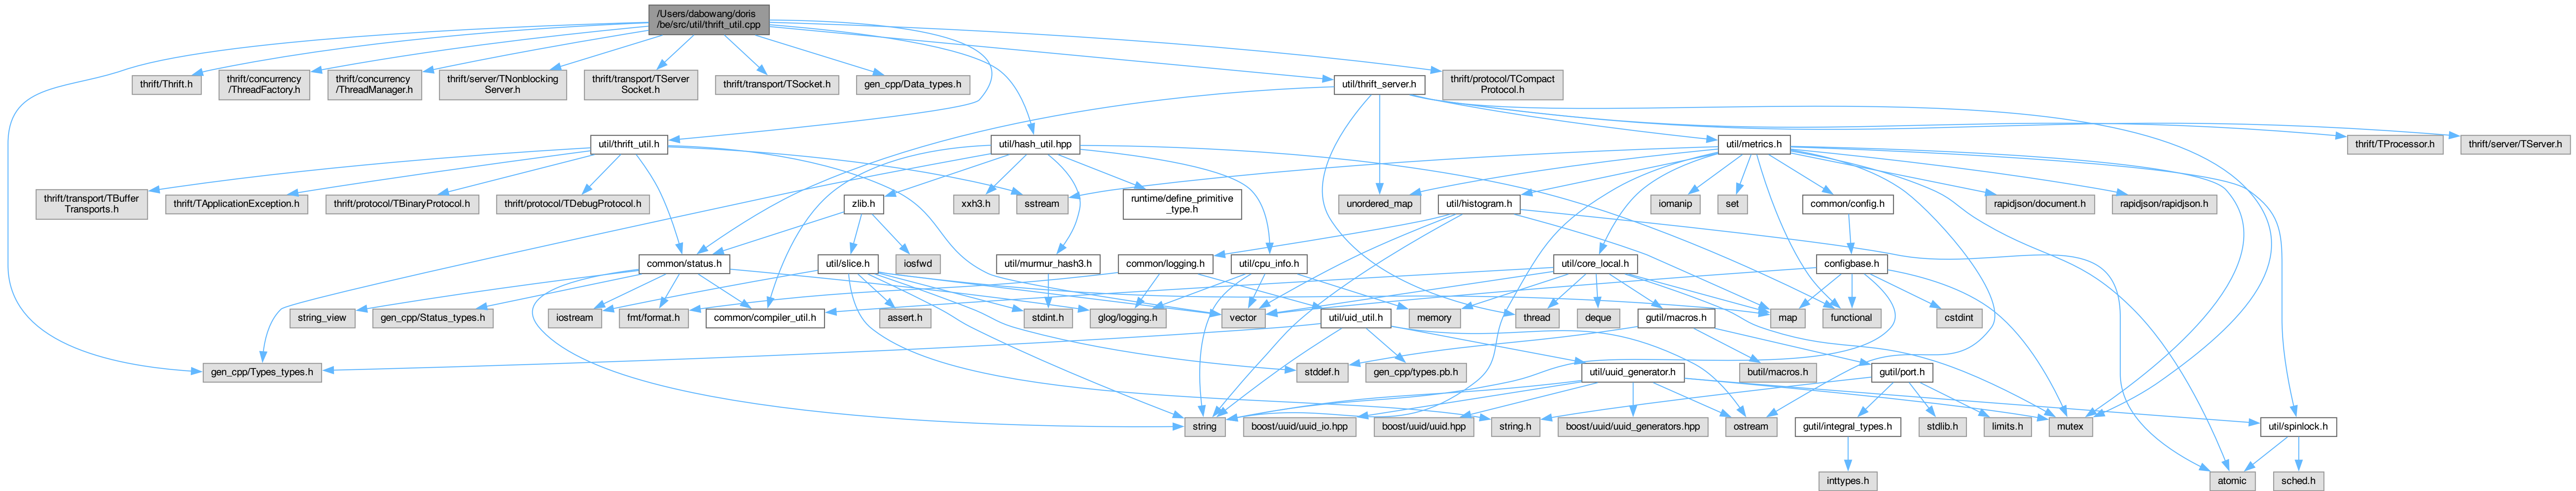 /Users/dabowang/doris
/be/src/util/thrift_util.cpp
thrift/Thrift.h
thrift/concurrency
/ThreadFactory.h
thrift/concurrency
/ThreadManager.h
thrift/server/TNonblocking
Server.h
thrift/transport/TServer
Socket.h
thrift/transport/TSocket.h
gen_cpp/Data_types.h
util/thrift_server.h
thrift/protocol/TCompact
Protocol.h
util/thrift_util.h
util/hash_util.hpp
util/metrics.h
thrift/TProcessor.h
thrift/server/TServer.h
thrift/transport/TBuffer
Transports.h
thrift/TApplicationException.h
thrift/protocol/TBinaryProtocol.h
thrift/protocol/TDebugProtocol.h
zlib.h
xxh3.h
sstream
runtime/define_primitive
_type.h
unordered_map
util/histogram.h
iomanip
set
common/config.h
rapidjson/document.h
rapidjson/rapidjson.h
common/status.h
util/slice.h
iosfwd
util/murmur_hash3.h
common/logging.h
util/cpu_info.h
util/core_local.h
configbase.h
string_view
gen_cpp/Status_types.h
iostream
fmt/format.h
common/compiler_util.h
assert.h
stdint.h
glog/logging.h
vector
util/uid_util.h
memory
thread
deque
gutil/macros.h
map
functional
cstdint
gen_cpp/Types_types.h
stddef.h
gen_cpp/types.pb.h
util/uuid_generator.h
butil/macros.h
gutil/port.h
string
boost/uuid/uuid_io.hpp
boost/uuid/uuid.hpp
string.h
boost/uuid/uuid_generators.hpp
ostream
gutil/integral_types.h
stdlib.h
limits.h
mutex
util/spinlock.h
inttypes.h
atomic
sched.h